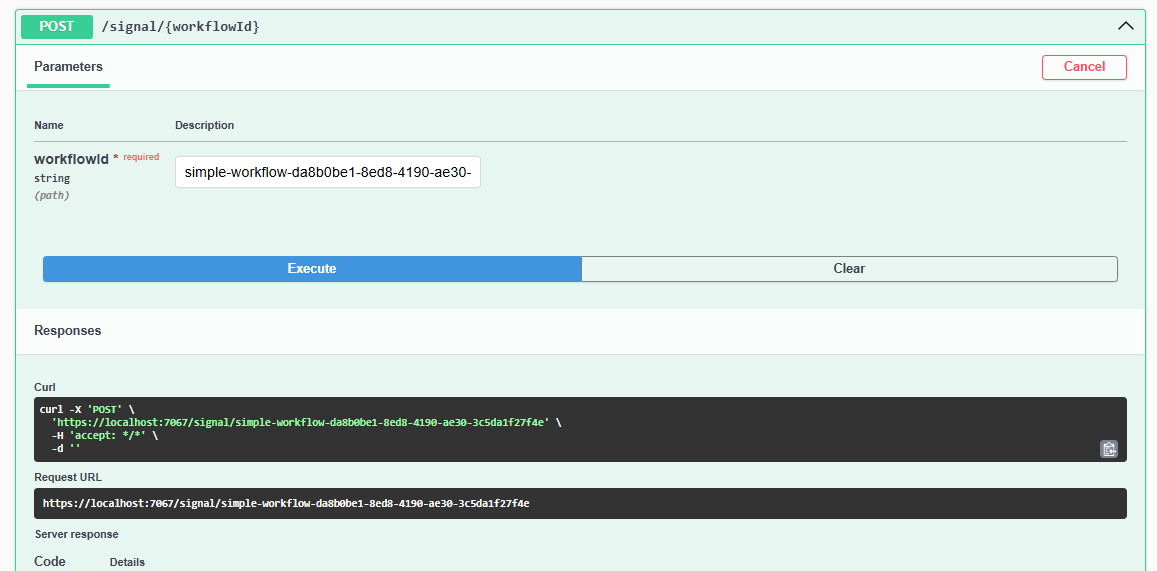 POST /signal/{workflowId}
Parameters
Cancel
Name Description
workflowId * required
string
(path)
simple-workflow-da8b0be1-8ed8-4190-ae30-
Execute Clear
Responses
Curl
curl -X 'POST' \
'https://localhost:7067/signal/simple-workflow-da8b0be1-8ed8-4190-ae30-3c5da1f27f4e' \
-H 'accept: */*' \
-d ''
Request URL
https://localhost:7067/signal/simple-workflow-da8b0be1-8ed8-4190-ae30-3c5da1f27f4e
Server response
Code Details